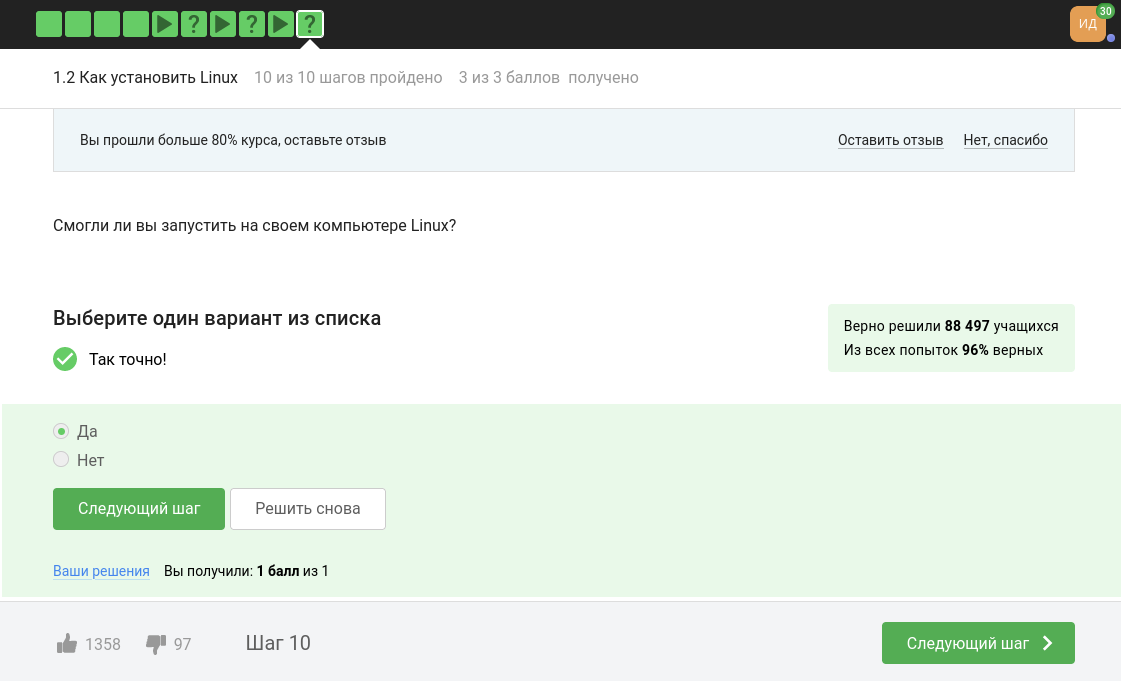 ? ? ?
ИД 30
1.2 Как установить Linux 10 из 10 шагов пройдено 3 из 3 баллов получено
Вы прошли больше 80% курса, оставьте отзыв Оставить отзыв Нет, спасибо
Смогли ли вы запустить на своем компьютере Linux?
Выберите один вариант из списка
Так точно!
Верно решили 88 497 учащихся
Из всех попыток 96% верных
Да
Нет
Следующий шаг Решить снова
Ваши решения Вы получили: 1 балл из 1
1358 97 Шаг 10 Следующий шаг